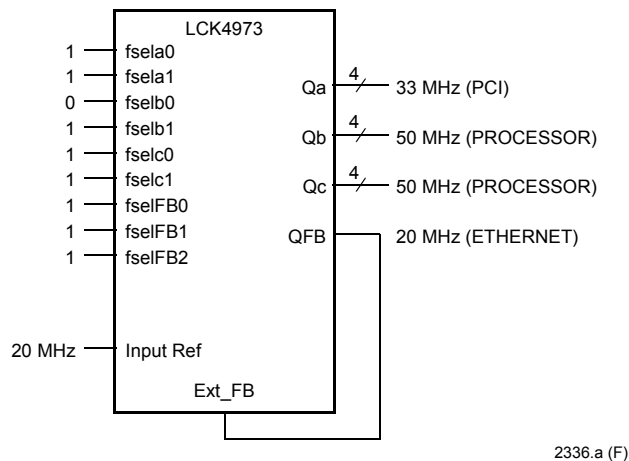 LCK4973
1 fsela0
1 fsela1
0 fselb0
1 fselb1
1 fselc0
1 fselc1
1 fselFB0
1 fselFB1
1 fselFB2
Qa 4 33 MHz (PCI)
Qb 4 50 MHz (PROCESSOR)
Qc 4 50 MHz (PROCESSOR)
QFB 20 MHz (ETHERNET)
20 MHz Input Ref
Ext_FB
2336.a (F)